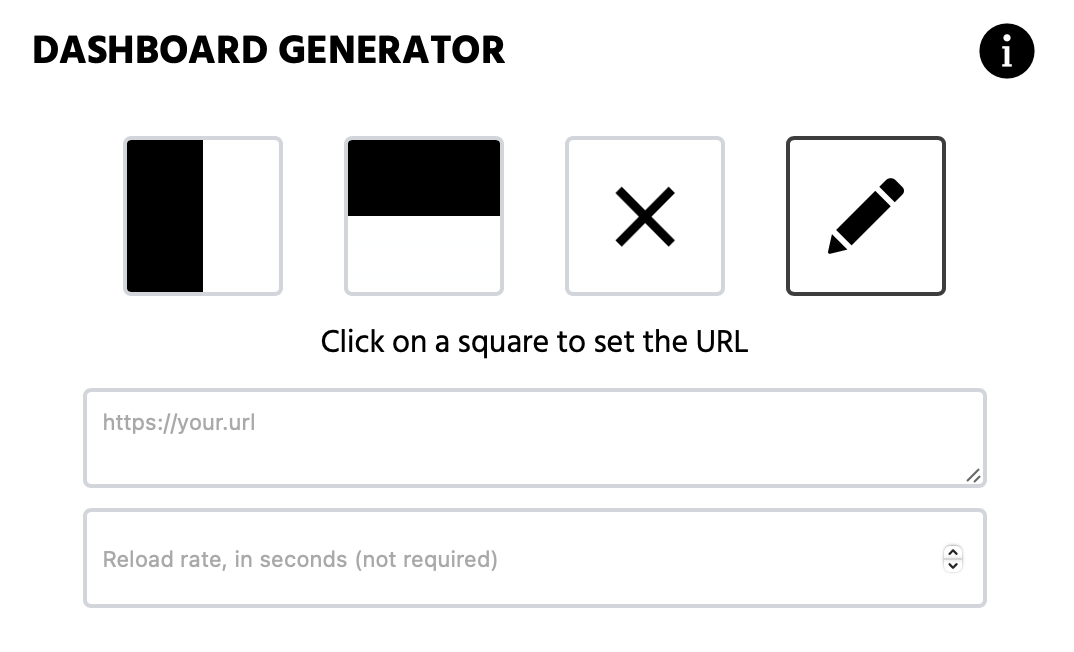 DASHBOARD GENERATOR
Click on a square to set the URL
https://your.url
Reload rate, in seconds (not required)